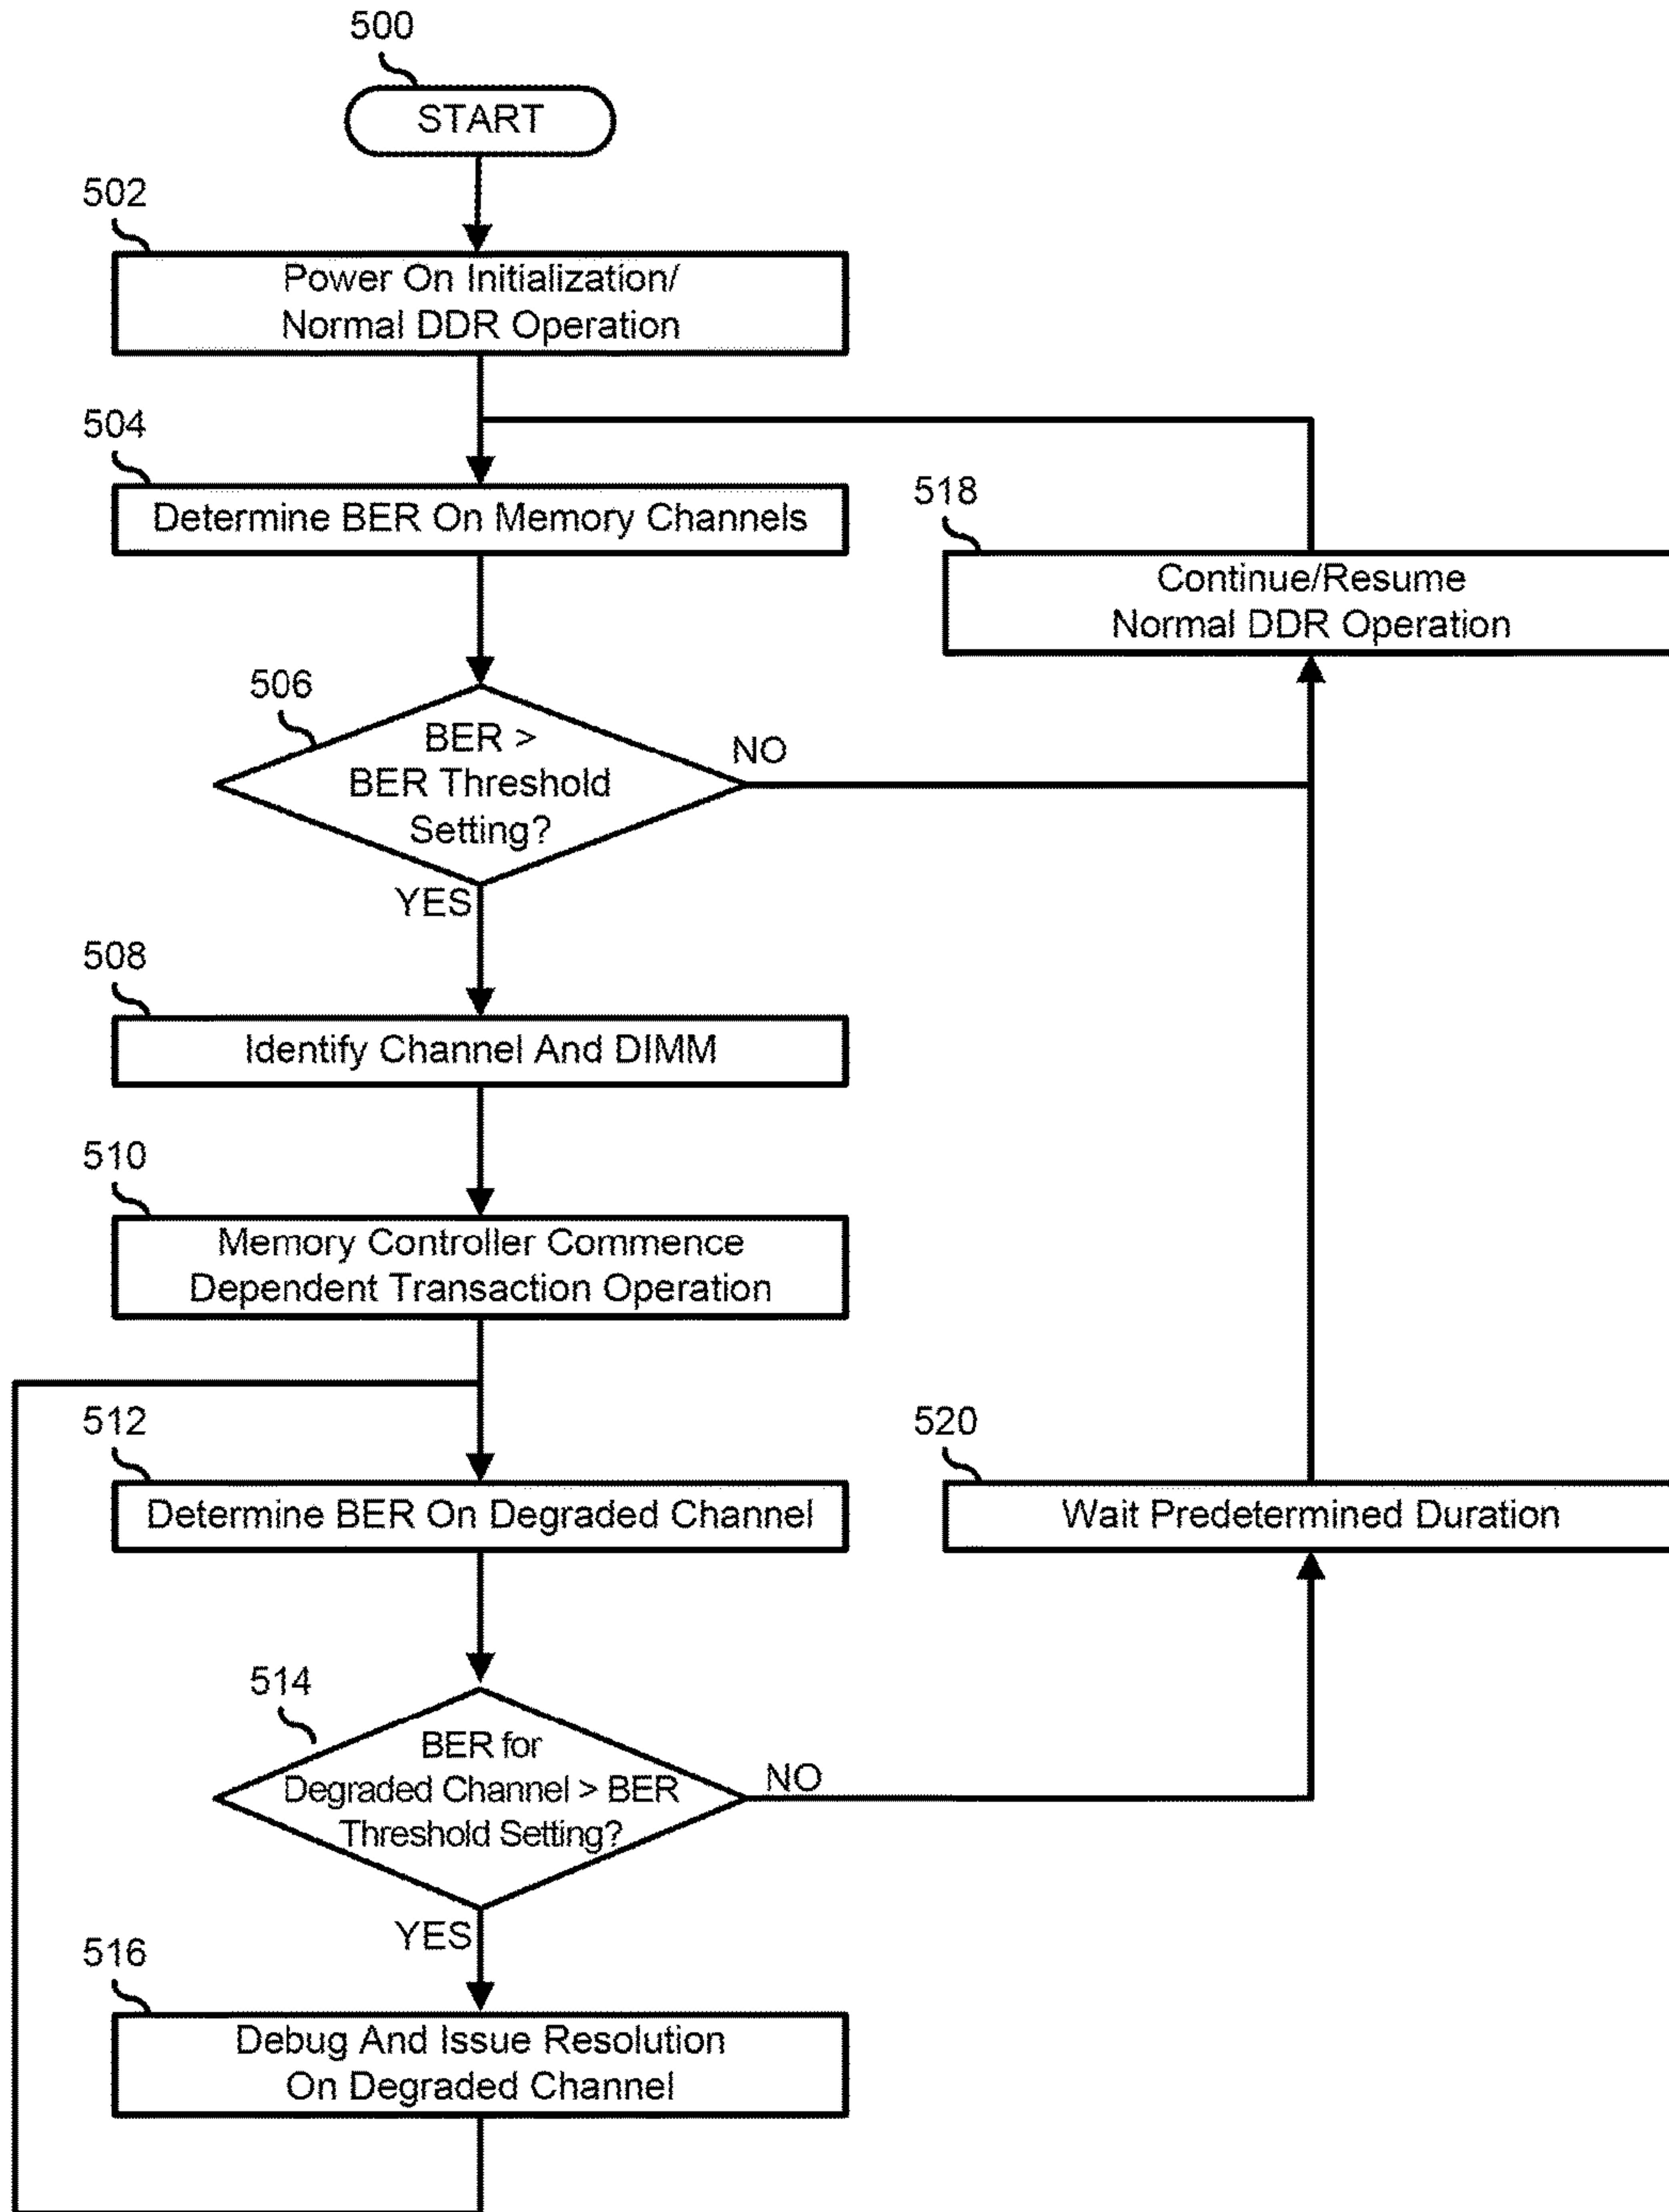 500
START
502
Power On Initialization/
Normal DDR Operation
504
Determine BER On Memory Channels
518
Continue/Resume
Normal DDR Operation
506
BER >
BER Threshold
Setting?
NO
YES
508
Identify Channel And DIMM
510
Memory Controller Commence
Dependent Transaction Operation
512
Determine BER On Degraded Channel
520
Wait Predetermined Duration
514
BER for
Degraded Channel > BER
Threshold Setting?
NO
YES
516
Debug And Issue Resolution
On Degraded Channel